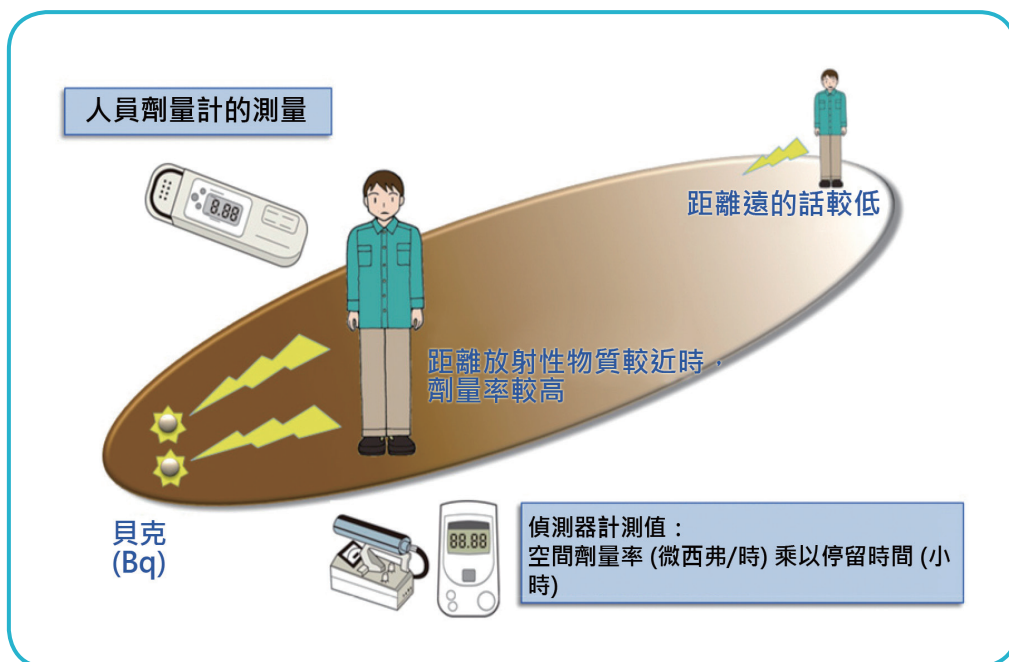 人員劑量計的測量
8.88
距離遠的話較低
距離放射性物質較近時，
劑量率較高
貝克
(Bq)
88.88
偵測器計測值：
空間劑量率 (微西弗/時) 乘以停留時間 (小
時)